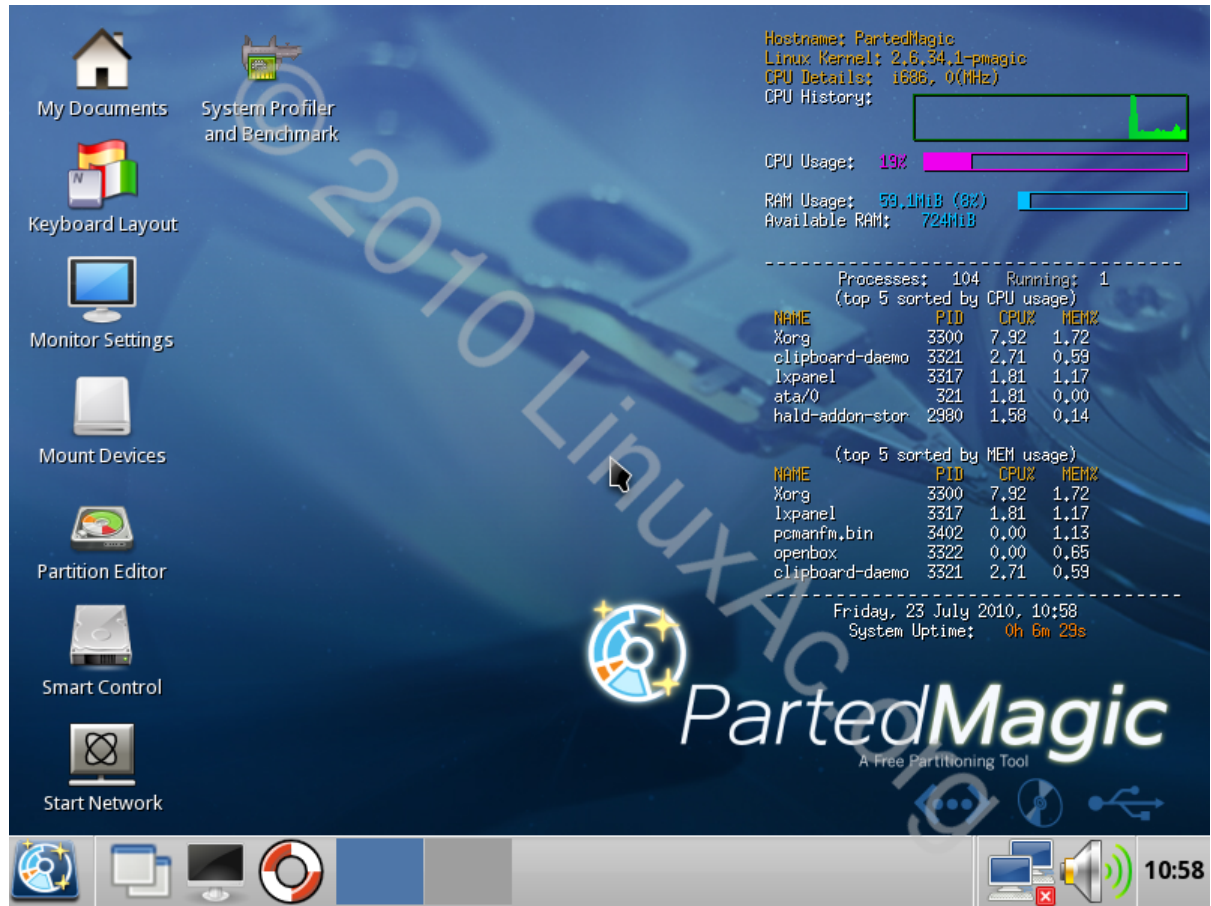 My Documents
System Profiler
and Benchmark
Keyboard Layout
N
Monitor Settings
Mount Devices
Partition Editor
Smart Control
Start Network
Hostname: PartedMagic
Linux Kernel: 2.6.34.1-pmagic
CPU Details: i686, 0(MHz)
CPU History:
CPU Usage: 19%
RAM Usage: 59.1MiB (8%)
Available RAM: 724MiB
Processes: 104 Running: 1
(top 5 sorted by CPU usage)
NAME PID CPU% MEM%
Xorg 3300 7.92 1.72
clipboard-daemo 3321 2.71 0.59
lxpanel 3317 1.81 1.17
ata/0 321 1.81 0.00
hald-addon-stor 2980 1.58 0.14
(top 5 sorted by MEM usage)
NAME PID CPU% MEM%
Xorg 3300 7.92 1.72
lxpanel 3317 1.81 1.17
pcmanfm.bin 3402 0.00 1.13
openbox 3322 0.00 0.65
clipboard-daemo 3321 2.71 0.59
Friday, 23 July 2010, 10:58
System Uptime: 0h 6m 29s
PartedMagic
A Free Partitioning Tool
© 2010 LinuxAc.org
10:58